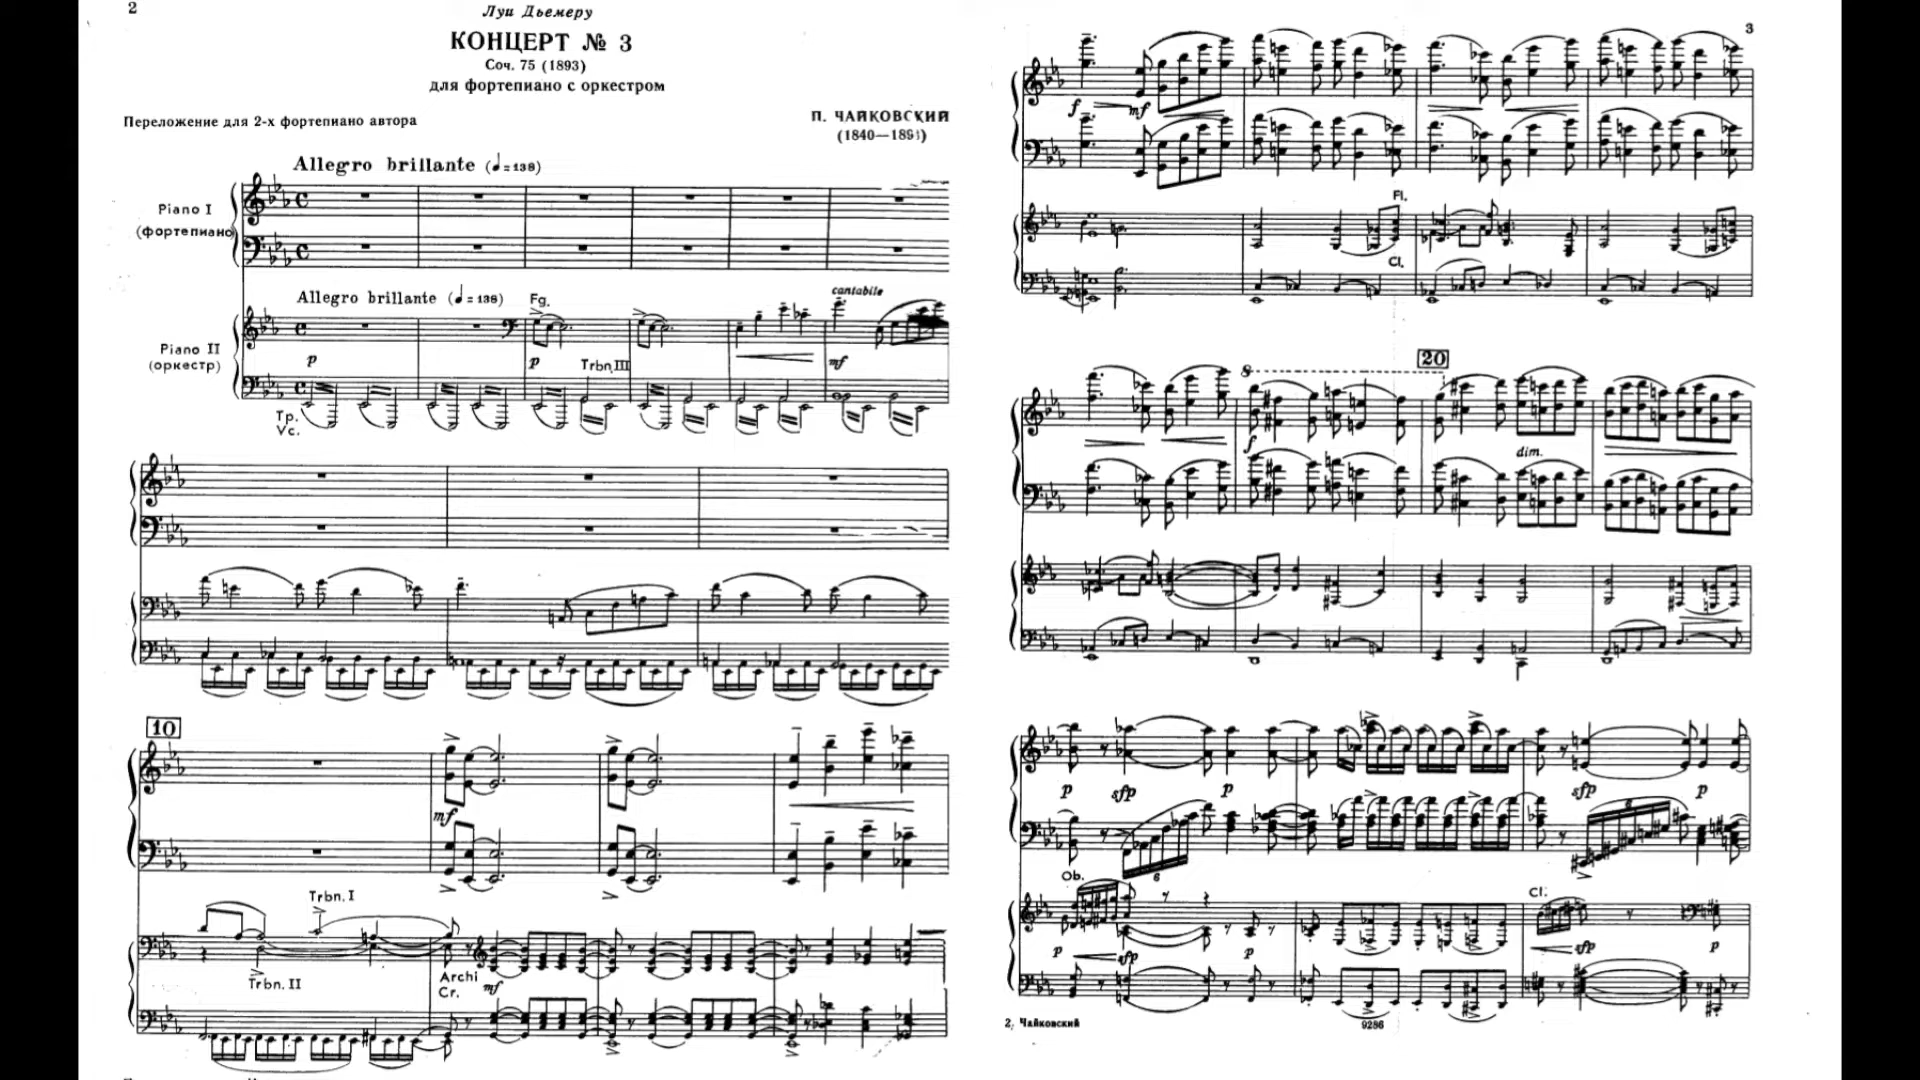 2
Луи Дьемеру
КОНЦЕРТ № 3
Соч. 75 (1893)
для фортепиано с оркестром
Переложение для 2-х фортепиано автора
П. ЧАЙКОВСКИЙ
(1840—1893)
Allegro brillante (♩=138)
Piano I
(фортепиано)
Allegro brillante (♩=138)
Fg.
cantabile
Piano II
(оркестр)
p
p
Trbn. III
mf
Tp.
Vc.
10
mf
Trbn. I
Trbn. II
Archi
Cr.
mf
3
f
mf
Fl.
Cl.
20
8
f
dim.
p
sfp
p
sfp
p
6
6
Ob.
Cl.
p
sfp
p
sfp
p
2, Чайковский
9286